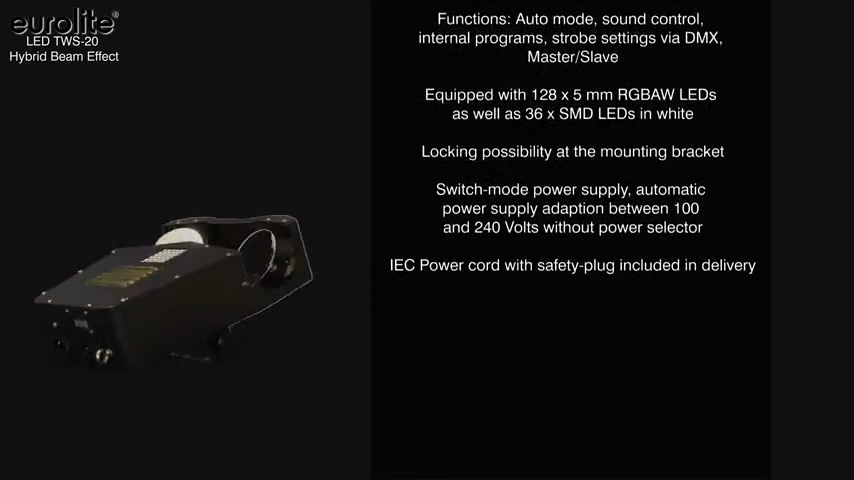 eurolite®
LED TWS-20
Hybrid Beam Effect
Functions: Auto mode, sound control,
internal programs, strobe settings via DMX,
Master/Slave
Equipped with 128 x 5 mm RGBAW LEDs
as well as 36 x SMD LEDs in white
Locking possibility at the mounting bracket
Switch-mode power supply, automatic
power supply adaption between 100
and 240 Volts without power selector
IEC Power cord with safety-plug included in delivery